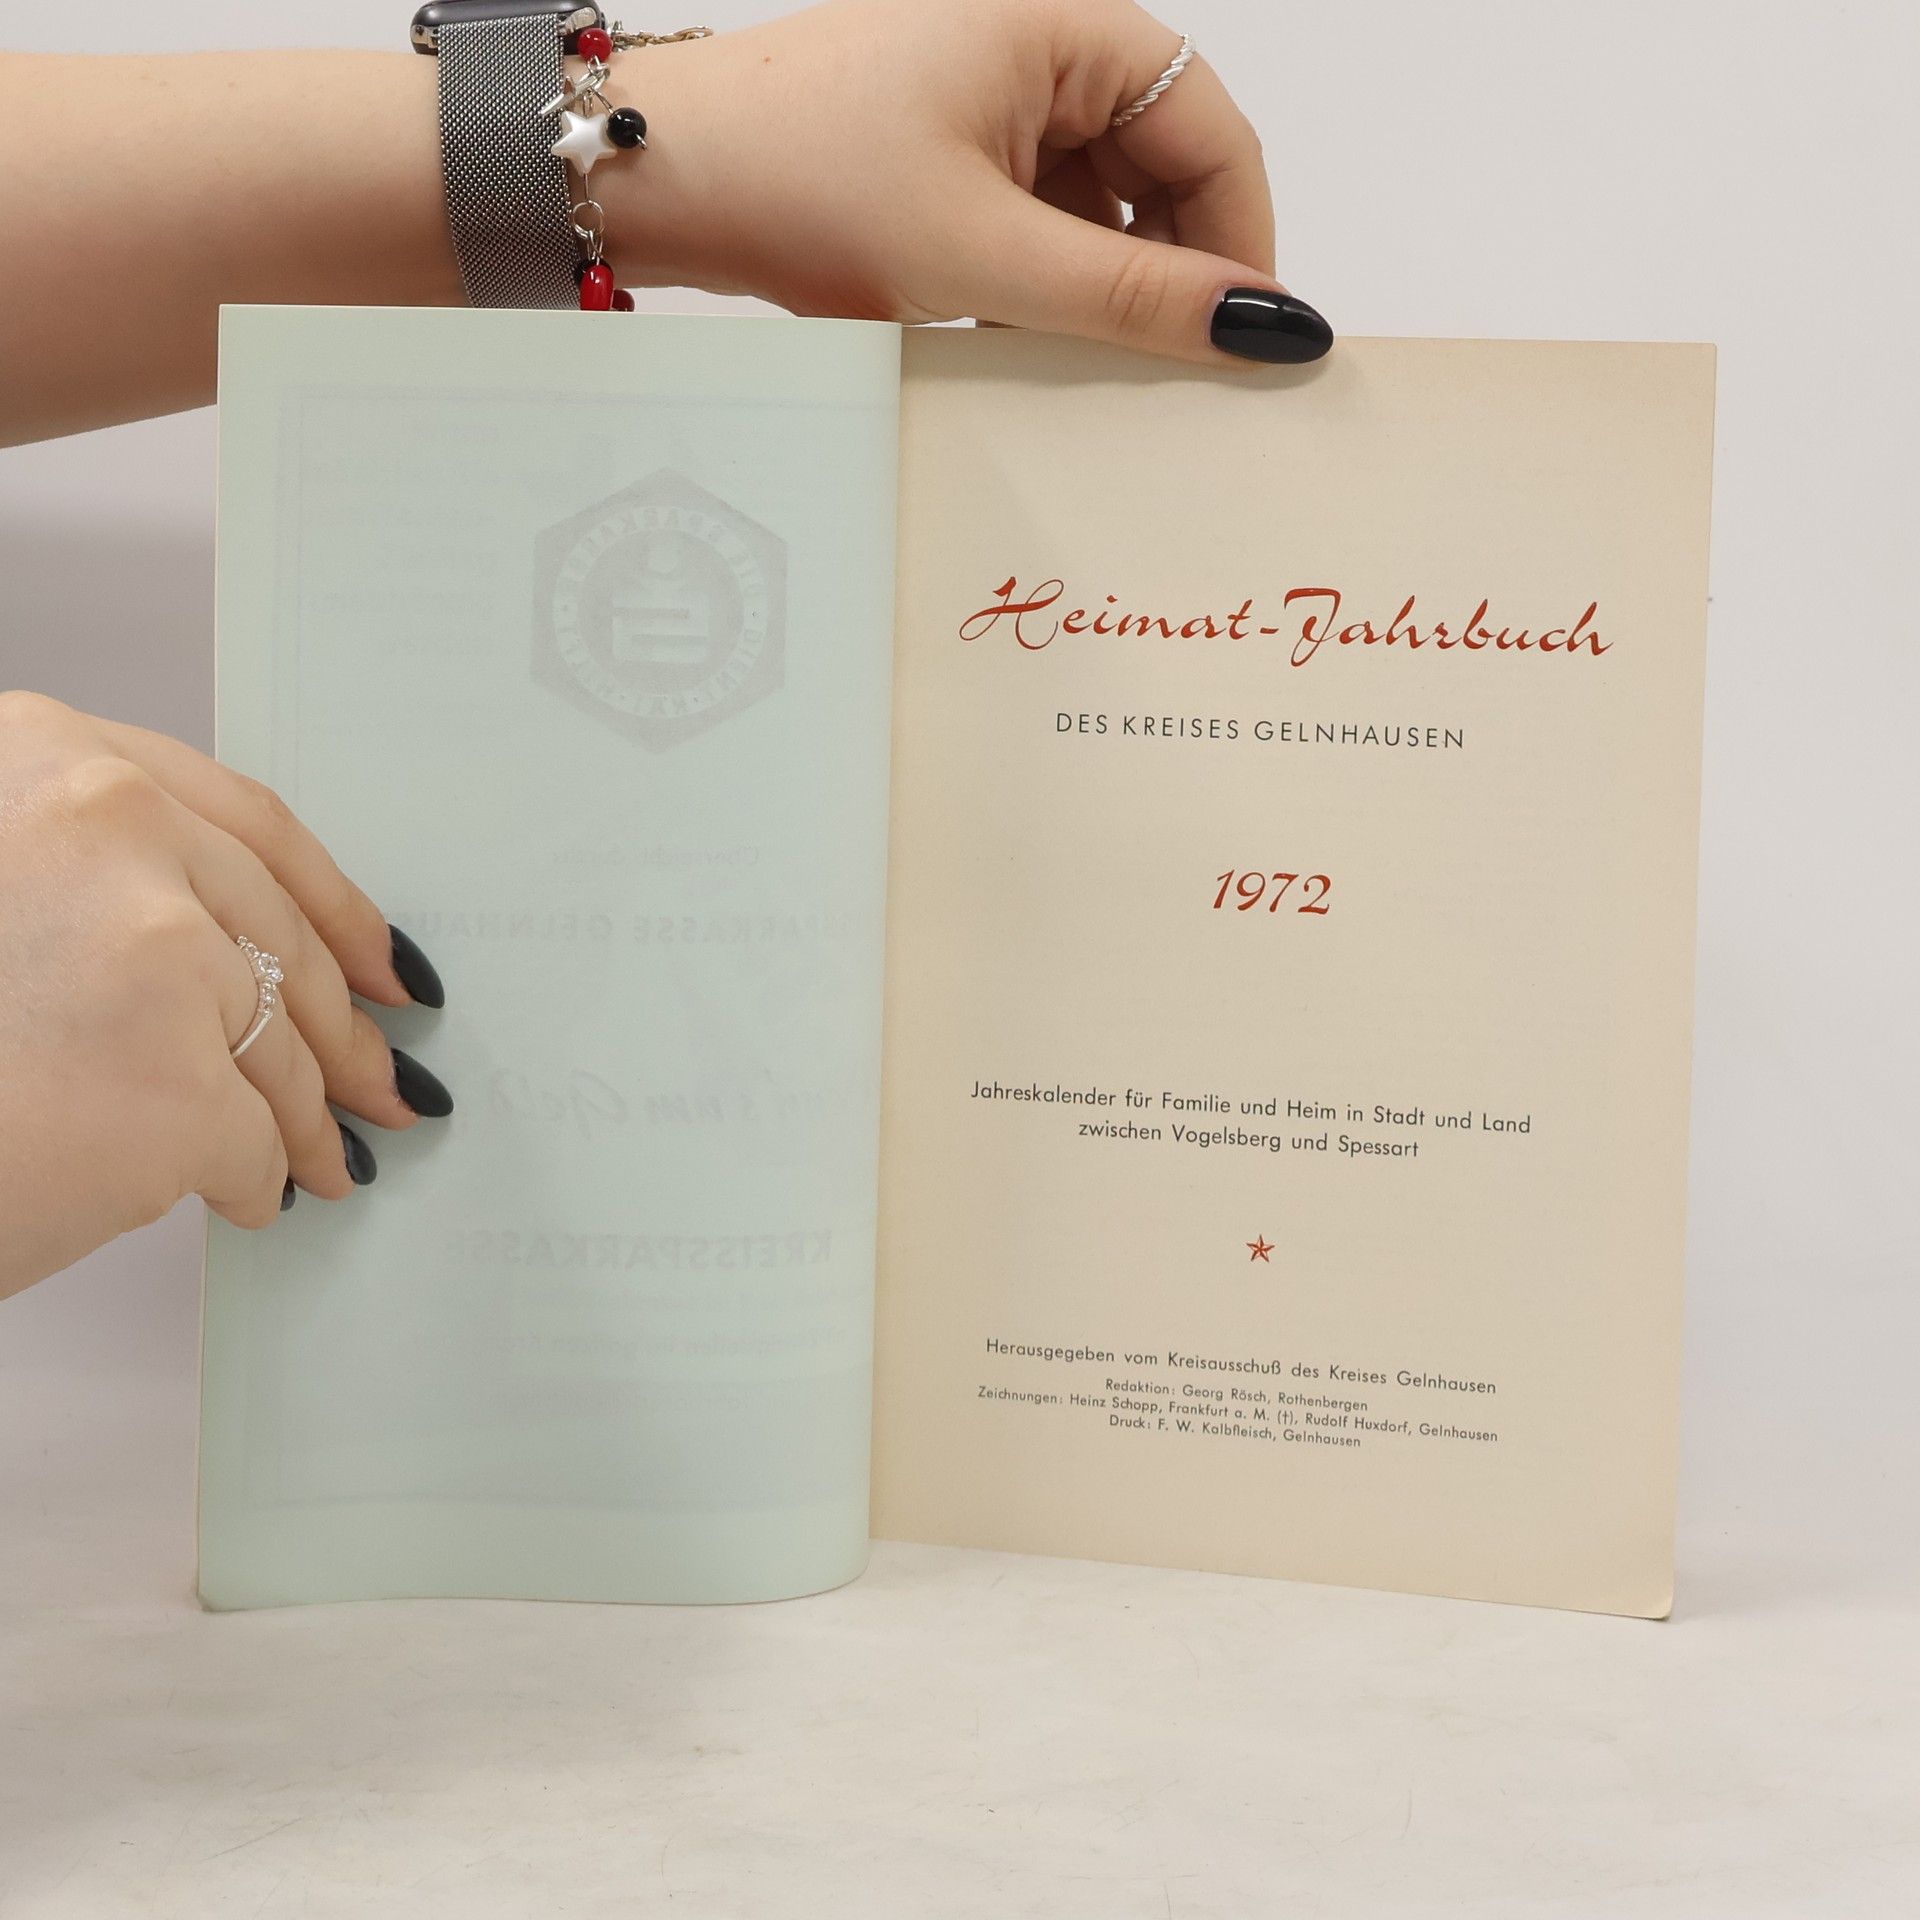 Heimat-Jahrbuch
DES KREISES GELNHAUSEN
1972
Jahreskalender für Familie und Heim in Stadt und Land
zwischen Vogelsberg und Spessart
Herausgegeben vom Kreisausschuß des Kreises Gelnhausen
Redaktion: Georg Rösch, Rothenbergen
Zeichnungen: Heinz Schopp, Frankfurt a. M. (†), Rudolf Huxdorf, Gelnhausen
Druck: F. W. Kalbfleisch, Gelnhausen